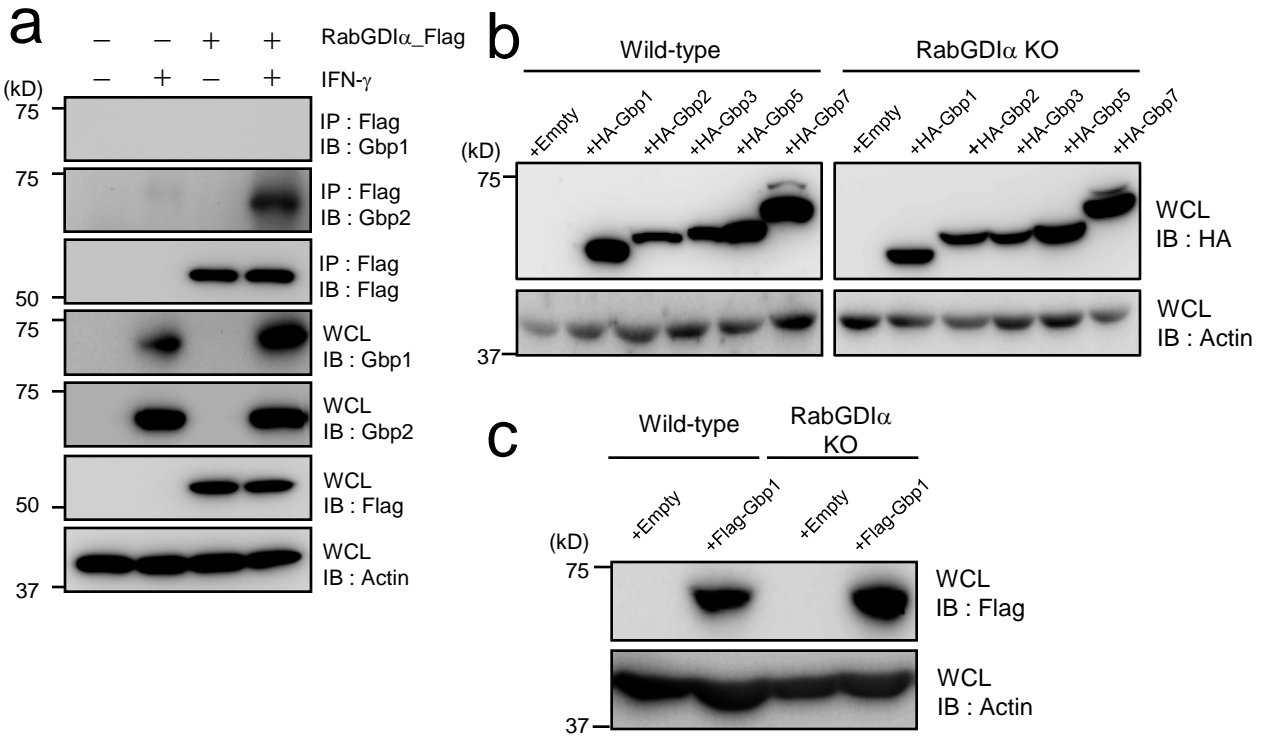 a
− − + + RabGDIα_Flag
− + − + IFN-γ
(kD)
75
IP : Flag
IB : Gbp1
75
IP : Flag
IB : Gbp2
IP : Flag
IB : Flag
50
75
WCL
IB : Gbp1
75
WCL
IB : Gbp2
WCL
IB : Flag
50
WCL
IB : Actin
37
b
Wild-type
RabGDIα KO
+Empty
+HA-Gbp1
+HA-Gbp2
+HA-Gbp3
+HA-Gbp5
+HA-Gbp7
+Empty
+HA-Gbp1
+HA-Gbp2
+HA-Gbp3
+HA-Gbp5
+HA-Gbp7
(kD)
75
WCL
IB : HA
WCL
IB : Actin
37
c
Wild-type
RabGDIα
KO
+Empty
+Flag-Gbp1
+Empty
+Flag-Gbp1
(kD)
75
WCL
IB : Flag
WCL
IB : Actin
37